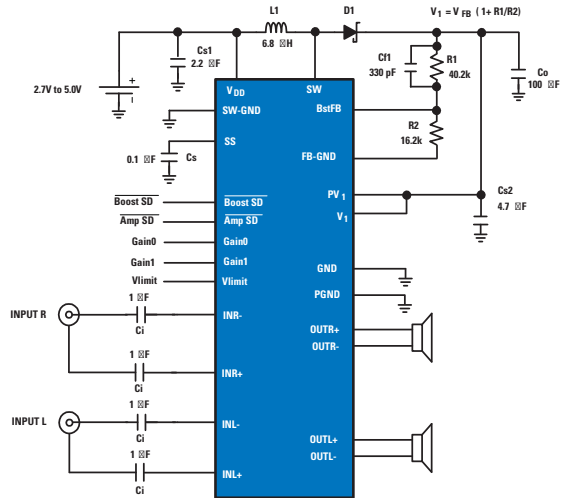 L1
D1
V1 = VFB (1+ R1/R2)
Cs1
2.2 �F
6.8 �H
Cf1
330 pF
R1
40.2k
Co
100 �F
2.7V to 5.0V
+
VDD
SW
SW-GND
BstFB
R2
16.2k
SS
0.1 �F
Cs
FB-GND
Cs2
4.7 �F
PV1
V1
Boost SD
Boost SD
Amp SD
Amp SD
Gain0
Gain0
Gain1
Gain1
Vlimit
Vlimit
GND
PGND
1 �F
INPUT R
Ci
INR-
OUTR+
OUTR-
1 �F
Ci
INR+
1 �F
INPUT L
Ci
INL-
OUTL+
OUTL-
1 �F
Ci
INL+